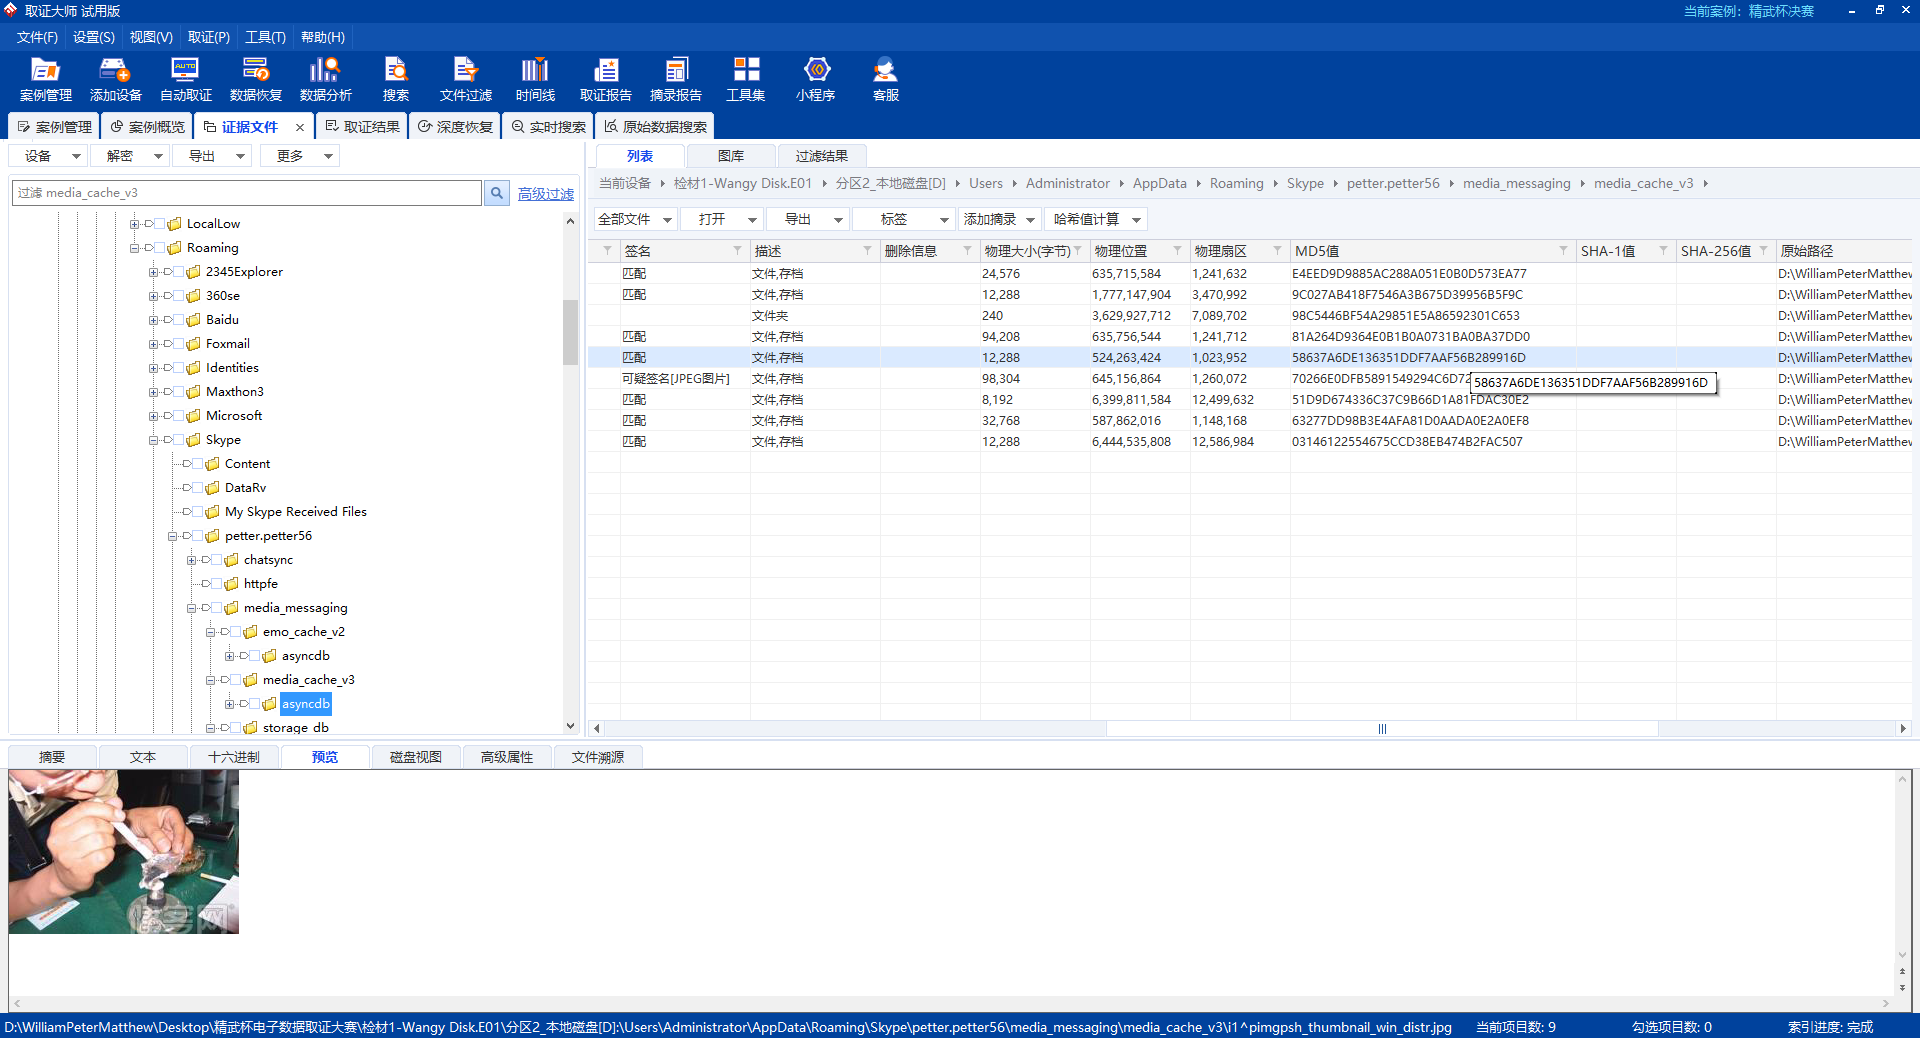 取证大师 试用版
当前案例: 精武杯决赛
文件(F) 设置(S) 视图(V) 取证(P) 工具(T) 帮助(H)
案例管理 添加设备 自动取证 数据恢复 数据分析 搜索 文件过滤 时间线 取证报告 摘录报告 工具集 小程序 客服
案例管理 案例概览 证据文件 × 取证结果 深度恢复 实时搜索 原始数据搜索
设备 解密 导出 更多
过滤 media_cache_v3 高级过滤
LocalLow
Roaming
2345Explorer
360se
Baidu
Foxmail
Identities
Maxthon3
Microsoft
Skype
Content
DataRv
My Skype Received Files
petter.petter56
chatsync
httpfe
media_messaging
emo_cache_v2
asyncdb
media_cache_v3
asyncdb
storage_db
列表 图库 过滤结果
当前设备 检材1-Wangy Disk.E01 分区2_本地磁盘[D] Users Administrator AppData Roaming Skype petter.petter56 media_messaging media_cache_v3
全部文件 打开 导出 标签 添加摘录 哈希值计算
签名 描述 删除信息 物理大小(字节) 物理位置 物理扇区 MD5值 SHA-1值 SHA-256值 原始路径
匹配 文件,存档 24,576 635,715,584 1,241,632 E4EED9D9885AC288A051E0B0D573EA77 D:\WilliamPeterMatthew
匹配 文件,存档 12,288 1,777,147,904 3,470,992 9C027AB418F7546A3B675D39956B5F9C D:\WilliamPeterMatthew
文件夹 240 3,629,927,712 7,089,702 98C5446BF54A29851E5A86592301C653 D:\WilliamPeterMatthew
匹配 文件,存档 94,208 635,756,544 1,241,712 81A264D9364E0B1B0A0731BA0BA37DD0 D:\WilliamPeterMatthew
匹配 文件,存档 12,288 524,263,424 1,023,952 58637A6DE136351DDF7AAF56B289916D D:\WilliamPeterMatthew
可疑签名[JPEG图片] 文件,存档 98,304 645,156,864 1,260,072 70266E0DFB5891549294C6D72 D:\WilliamPeterMatthew
58637A6DE136351DDF7AAF56B289916D
匹配 文件,存档 8,192 6,399,811,584 12,499,632 51D9D674336C37C9B66D1A81FDAC30E2 D:\WilliamPeterMatthew
匹配 文件,存档 32,768 587,862,016 1,148,168 63277DD98B3E4AFA81D0AADA0E2A0EF8 D:\WilliamPeterMatthew
匹配 文件,存档 12,288 6,444,535,808 12,586,984 03146122554675CCD38EB474B2FAC507 D:\WilliamPeterMatthew
摘要 文本 十六进制 预览 磁盘视图 高级属性 文件溯源
D:\WilliamPeterMatthew\Desktop\精武杯电子数据取证大赛\检材1-Wangy Disk.E01\分区2_本地磁盘[D]:\Users\Administrator\AppData\Roaming\Skype\petter.petter56\media_messaging\media_cache_v3\i1^pimgpsh_thumbnail_win_distr.jpg 当前项目数: 9 勾选项目数: 0 索引进度: 完成